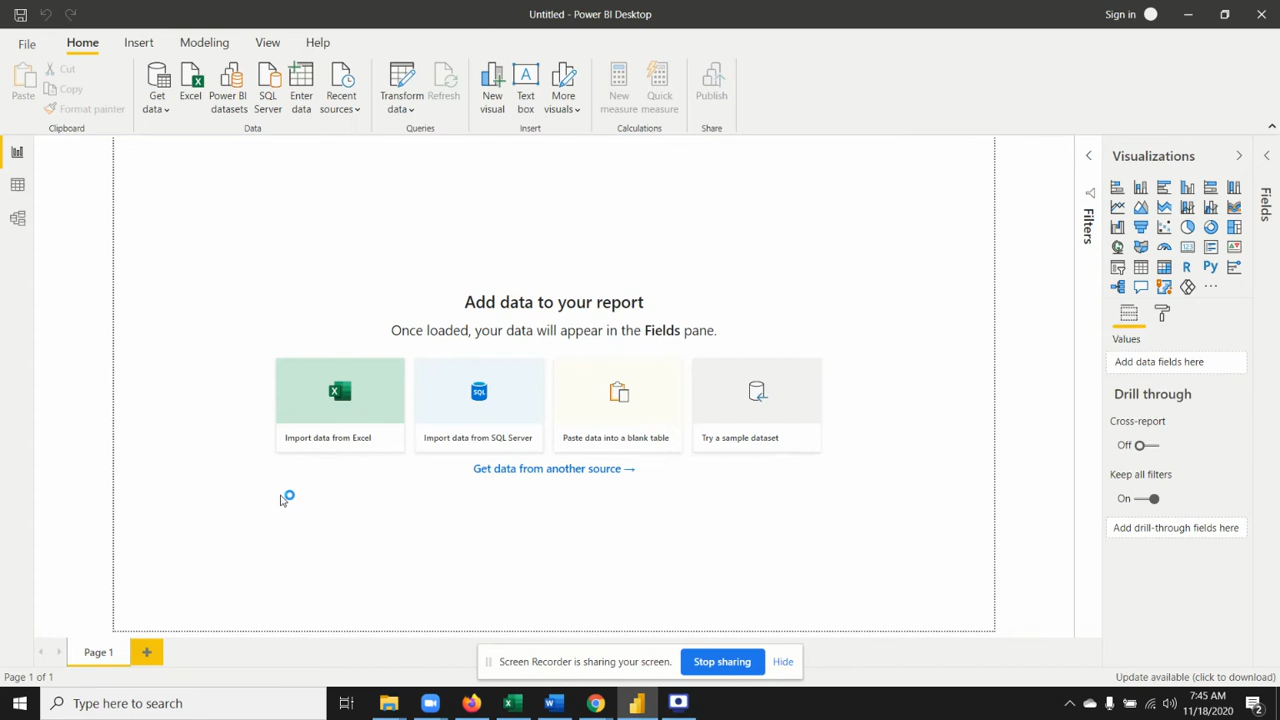 Untitled - Power BI Desktop
Sign in
File
Home
Insert
Modeling
View
Help
Paste
Cut
Copy
Format painter
Clipboard
Get data
Excel
Power BI datasets
SQL Server
Enter data
Recent sources
Data
Transform data
Refresh
Queries
New visual
A
Text box
More visuals
Insert
New measure
Quick measure
Calculations
Publish
Share
Filters
Visualizations
Fields
123
R
Py
Values
Add data fields here
Drill through
Cross-report
Off
Keep all filters
On
Add drill-through fields here
Add data to your report
Once loaded, your data will appear in the Fields pane.
X
SQL
Import data from Excel
Import data from SQL Server
Paste data into a blank table
Try a sample dataset
Get data from another source →
Page 1
Screen Recorder is sharing your screen.
Stop sharing
Hide
Page 1 of 1
Update available (click to download)
Type here to search
X
W
7:45 AM
11/18/2020
2